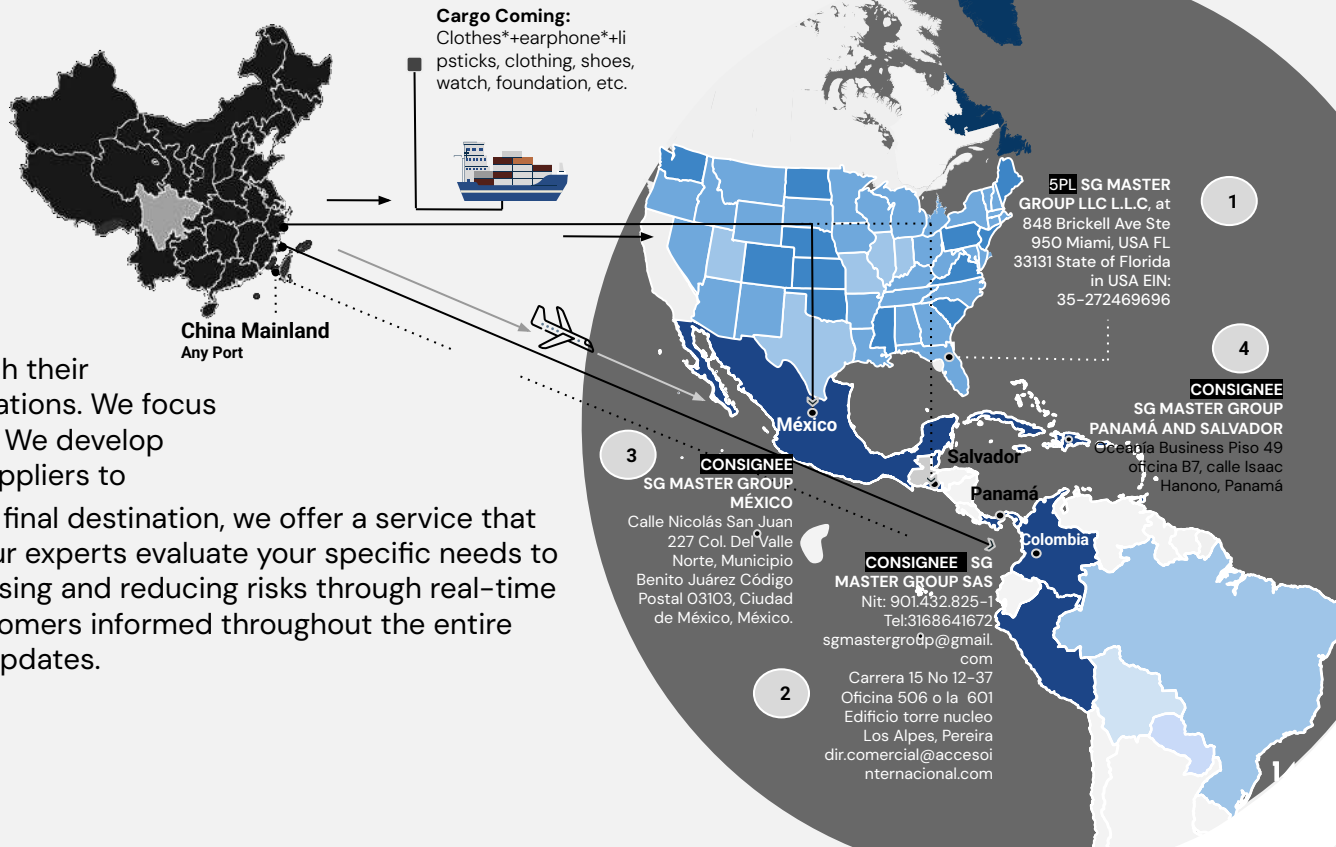 Cargo Coming:
Clothes*+earphone*+li
psticks, clothing, shoes,
watch, foundation, etc.
China Mainland
Any Port
h their
ations. We focus
We develop
ppliers to
final destination, we offer a service that
ur experts evaluate your specific needs to
sing and reducing risks through real-time
omers informed throughout the entire
pdates.
5PL SG MASTER
GROUP LLC L.L.C, at
848 Brickell Ave Ste
950 Miami, USA FL
33131 State of Florida
in USA EIN:
35-272469696
1
4
CONSIGNEE
SG MASTER GROUP
PANAMÁ AND SALVADOR
Oceanía Business Piso 49
oficina B7, calle Isaac
Hanono, Panamá
México
Salvador
Panamá
Colombia
3
CONSIGNEE
SG MASTER GROUP
MÉXICO
Calle Nicolás San Juan
227 Col. Del Valle
Norte, Municipio
Benito Juárez Código
Postal 03103, Ciudad
de México, México.
CONSIGNEE SG
MASTER GROUP SAS
Nit: 901.432.825-1
Tel:3168641672
sgmastergroup@gmail.
com
Carrera 15 No 12-37
Oficina 506 o la 601
Edificio torre nucleo
Los Alpes, Pereira
dir.comercial@accesoi
nternacional.com
2